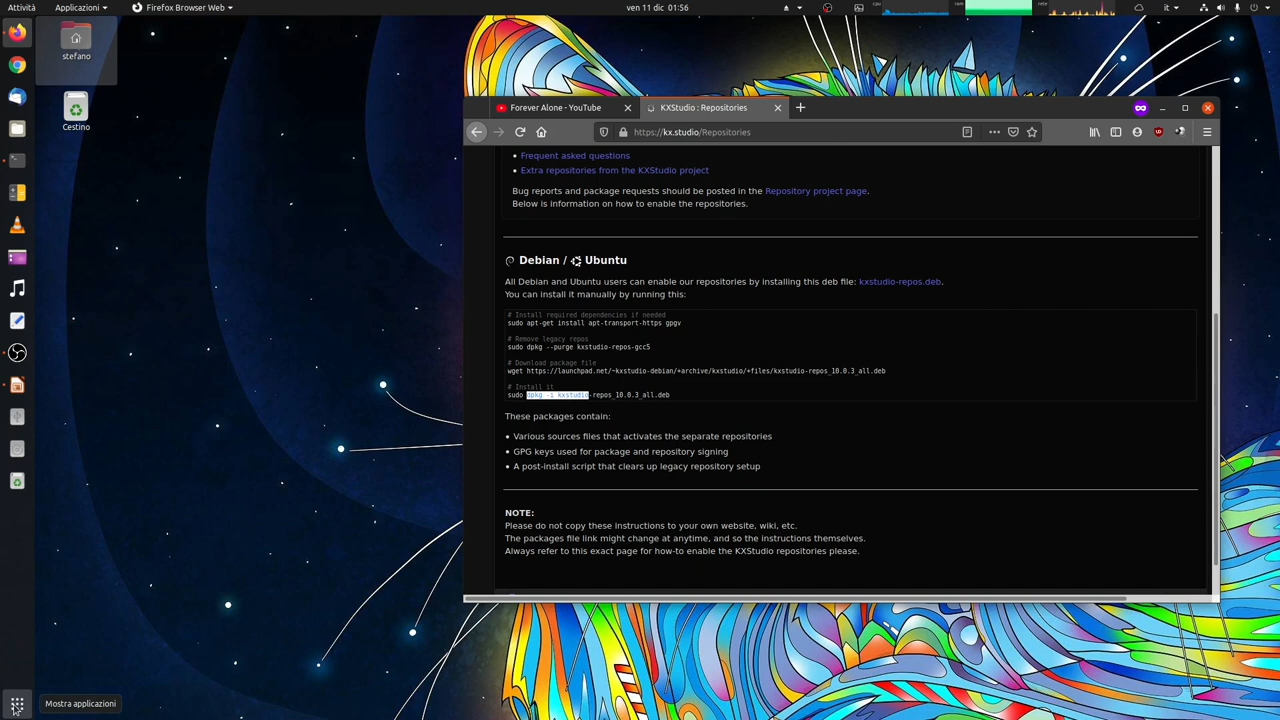 Attività
Applicazioni
Firefox Browser Web
ven 11 dic 01:56
cpu
ram
rete
it
stefano
Cestino
Forever Alone - YouTube
KXStudio : Repositories
https://kx.studio/Repositories
Frequent asked questions
Extra repositories from the KXStudio project
Bug reports and package requests should be posted in the Repository project page.
Below is information on how to enable the repositories.
Debian / Ubuntu
All Debian and Ubuntu users can enable our repositories by installing this deb file: kxstudio-repos.deb.
You can install it manually by running this:
# Install required dependencies if needed
sudo apt-get install apt-transport-https gpgv
# Remove legacy repos
sudo dpkg --purge kxstudio-repos-gcc5
# Download package file
wget https://launchpad.net/~kxstudio-debian/+archive/kxstudio/+files/kxstudio-repos_10.0.3_all.deb
# Install it
sudo dpkg -i kxstudio-repos_10.0.3_all.deb
These packages contain:
Various sources files that activates the separate repositories
GPG keys used for package and repository signing
A post-install script that clears up legacy repository setup
NOTE:
Please do not copy these instructions to your own website, wiki, etc.
The packages file link might change at anytime, and so the instructions themselves.
Always refer to this exact page for how-to enable the KXStudio repositories please.
Mostra applicazioni